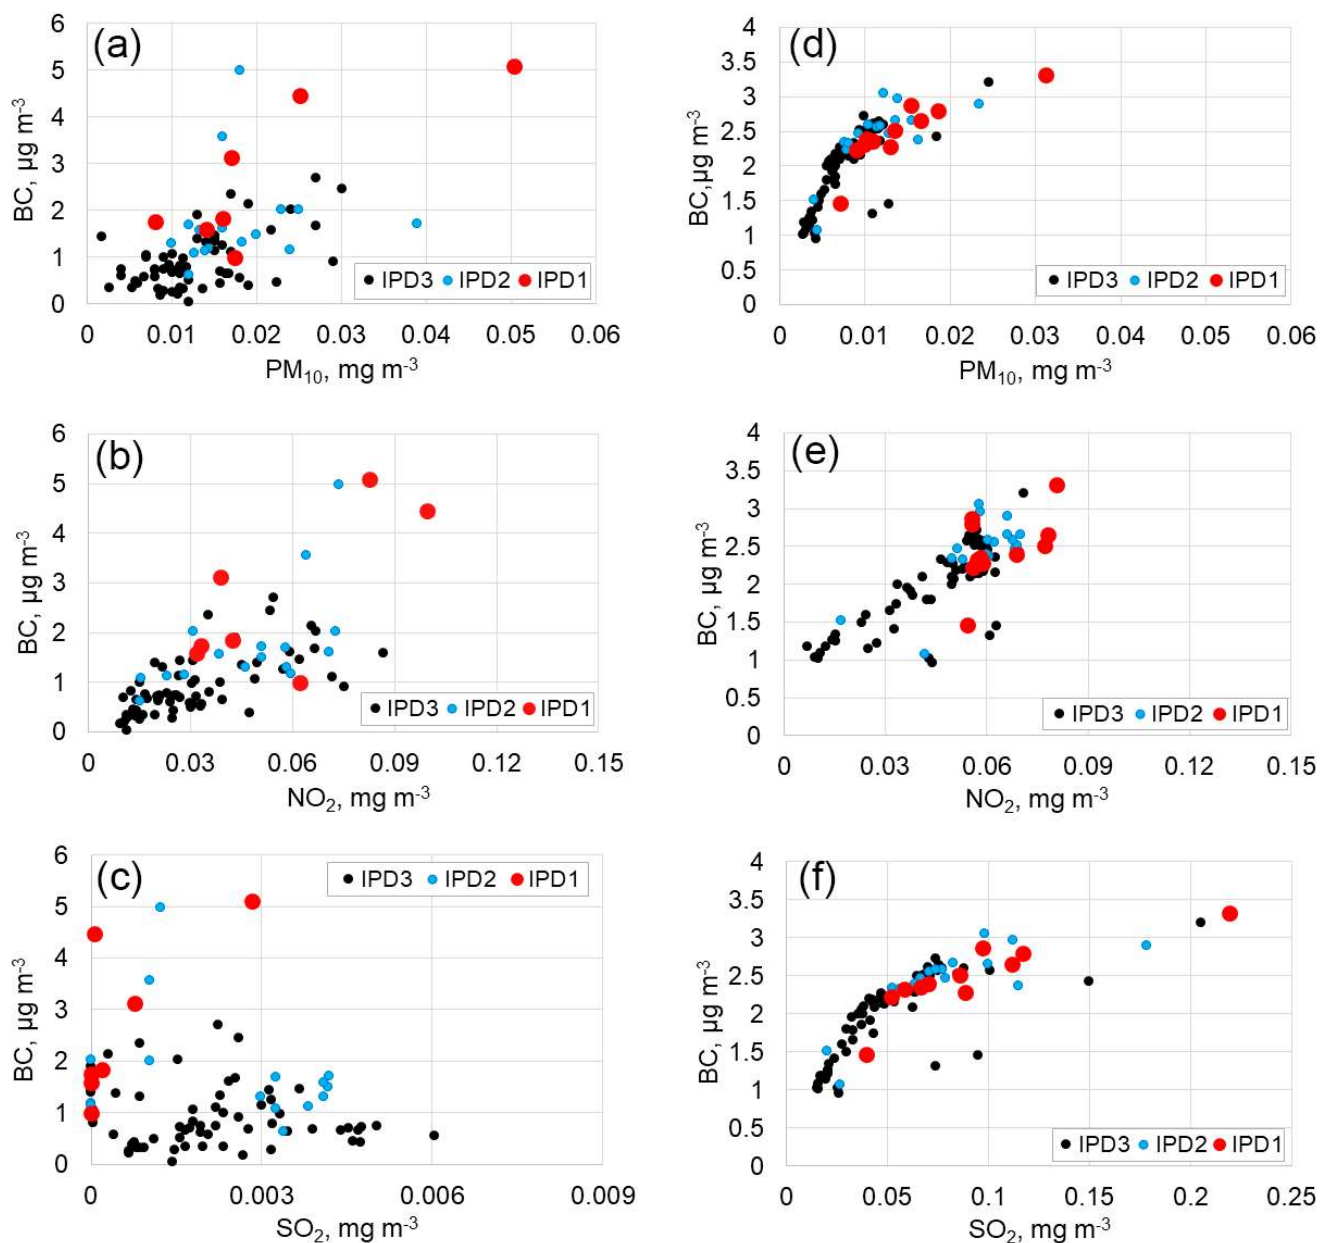 (a)
BC, µg m-3
6
5
4
3
2
1
0
0 0.01 0.02 0.03 0.04 0.05 0.06
PM10, mg m-3
IPD3 IPD2 IPD1
(d)
BC,µg m-3
4
3.5
3
2.5
2
1.5
1
0.5
0
0 0.01 0.02 0.03 0.04 0.05 0.06
PM10, mg m-3
IPD3 IPD2 IPD1
(b)
BC, µg m-3
6
5
4
3
2
1
0
0 0.03 0.06 0.09 0.12 0.15
NO2, mg m-3
IPD3 IPD2 IPD1
(e)
BC, µg m-3
4
3.5
3
2.5
2
1.5
1
0.5
0
0 0.03 0.06 0.09 0.12 0.15
NO2, mg m-3
IPD3 IPD2 IPD1
(c)
BC, µg m-3
6
5
4
3
2
1
0
0 0.003 0.006 0.009
SO2, mg m-3
IPD3 IPD2 IPD1
(f)
BC, µg m-3
4
3.5
3
2.5
2
1.5
1
0.5
0
0 0.05 0.1 0.15 0.2 0.25
SO2, mg m-3
IPD3 IPD2 IPD1